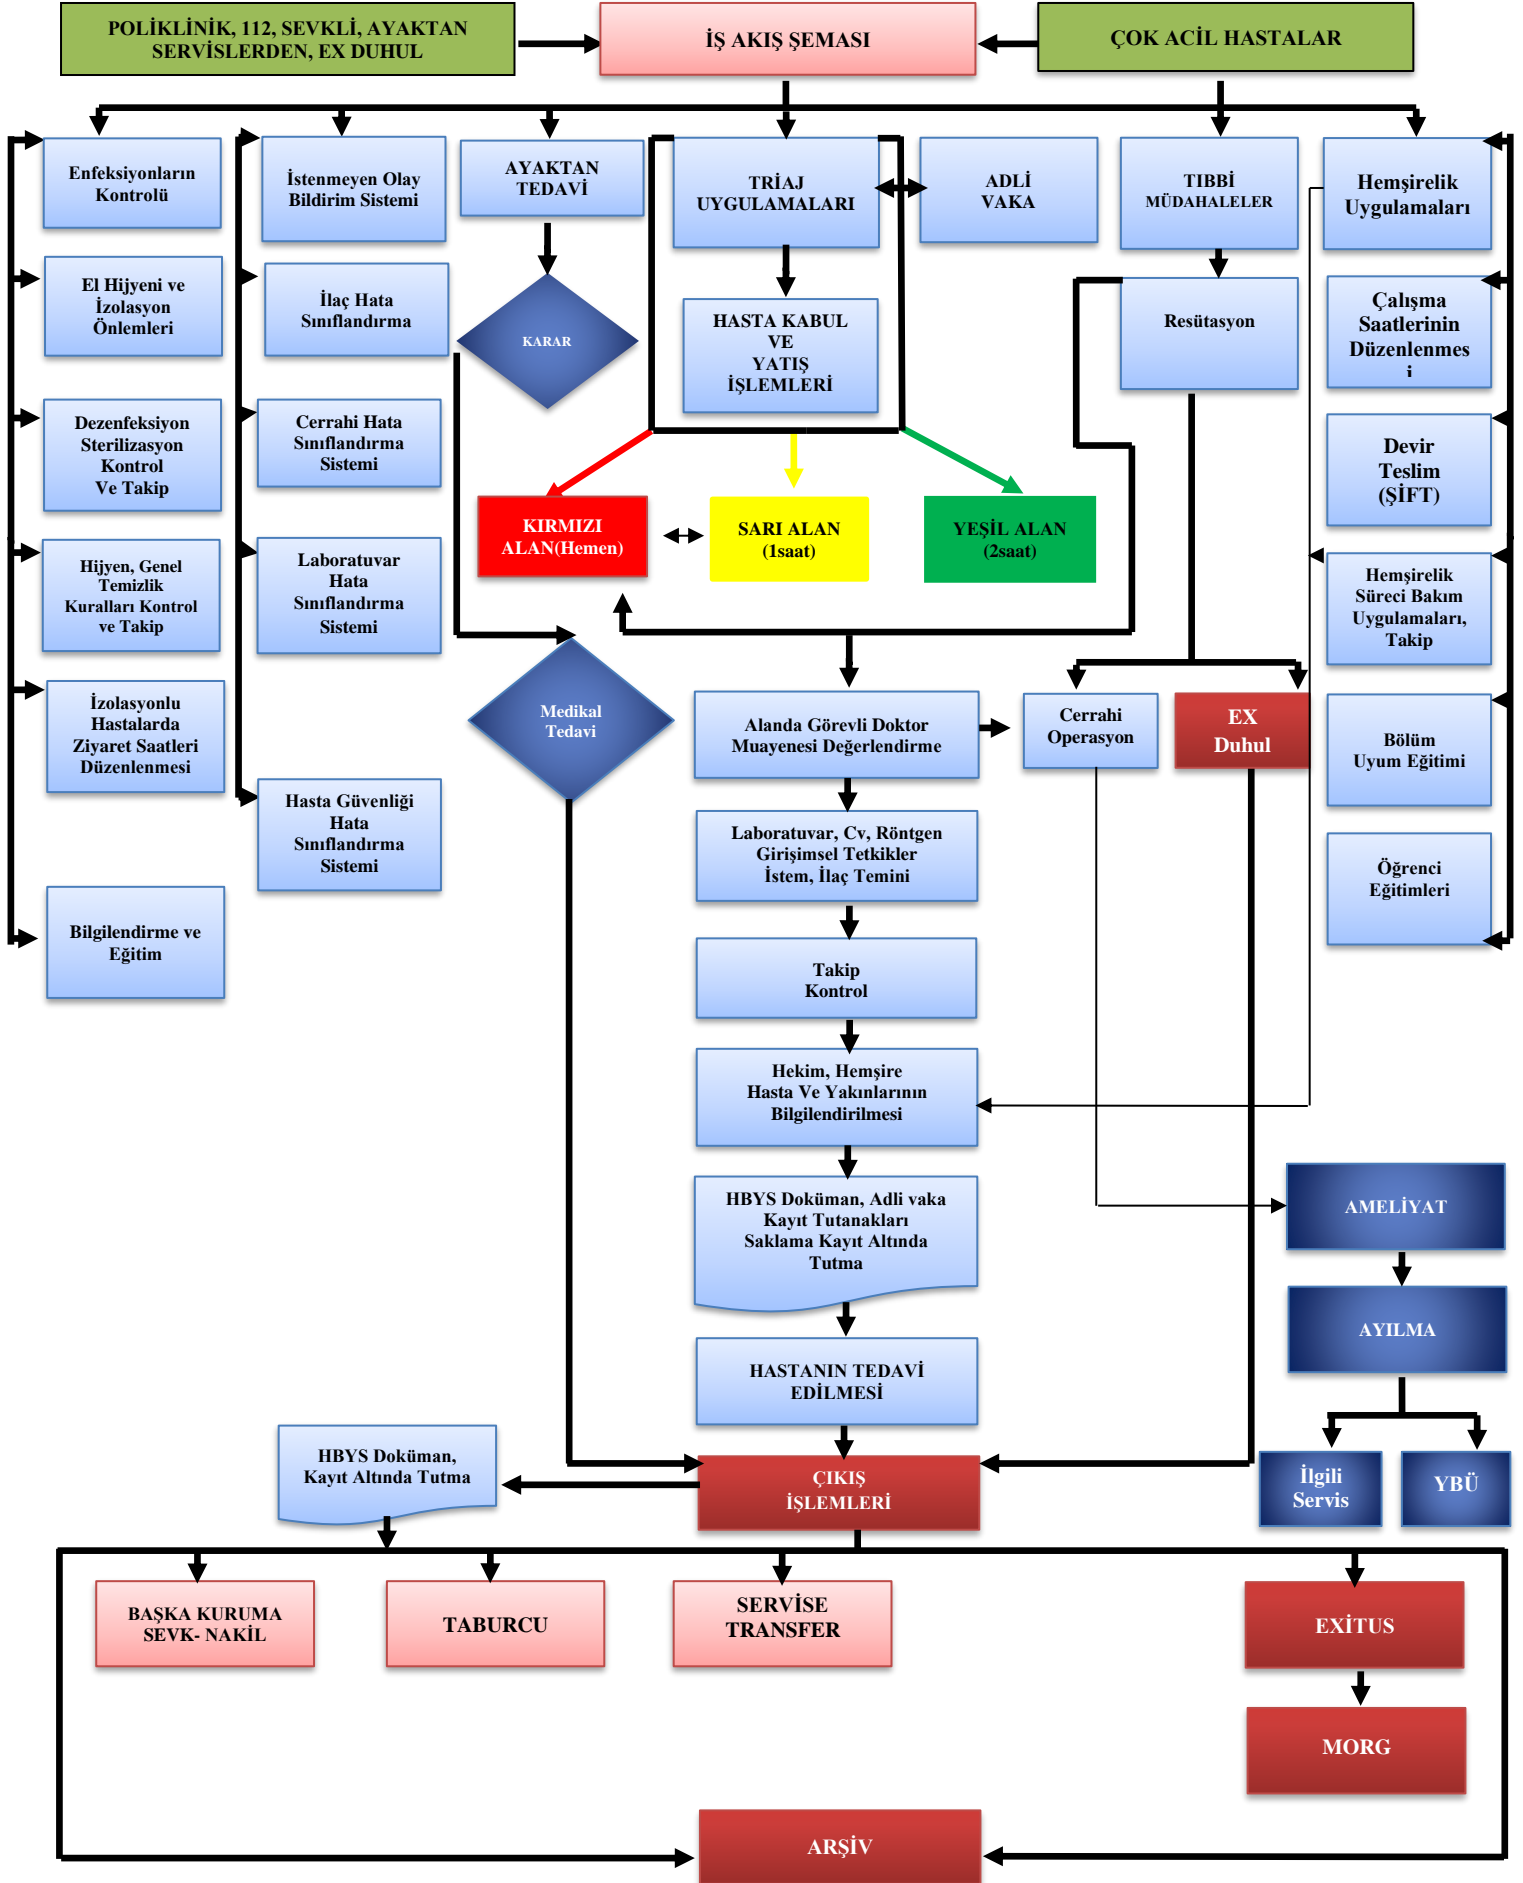 POLİKLİNİK, 112, SEVKLİ, AYAKTAN
SERVİSLERDEN, EX DUHUL
İŞ AKIŞ ŞEMASI
ÇOK ACİL HASTALAR
Enfeksiyonların
Kontrolü
İstenmeyen Olay
Bildirim Sistemi
AYAKTAN
TEDAVİ
TRİAJ
UYGULAMALARI
ADLİ
VAKA
TIBBİ
MÜDAHALELER
Hemşirelik
Uygulamaları
El Hijyeni ve
İzolasyon
Önlemleri
İlaç Hata
Sınıflandırma
KARAR
HASTA KABUL
VE
YATIŞ
İŞLEMLERİ
Resütasyon
Çalışma
Saatlerinin
Düzenlenmes
i
Dezenfeksiyon
Sterilizasyon
Kontrol
Ve Takip
Cerrahi Hata
Sınıflandırma
Sistemi
Devir
Teslim
(ŞİFT)
KIRMIZI
ALAN(Hemen)
SARI ALAN
(1saat)
YEŞİL ALAN
(2saat)
Hijyen, Genel
Temizlik
Kuralları Kontrol
ve Takip
Laboratuvar
Hata
Sınıflandırma
Sistemi
Hemşirelik
Süreci Bakım
Uygulamaları,
Takip
İzolasyonlu
Hastalarda
Ziyaret Saatleri
Düzenlenmesi
Medikal
Tedavi
Alanda Görevli Doktor
Muayenesi Değerlendirme
Cerrahi
Operasyon
EX
Duhul
Bölüm
Uyum Eğitimi
Hasta Güvenliği
Hata
Sınıflandırma
Sistemi
Laboratuvar, Cv, Röntgen
Girişimsel Tetkikler
İstem, İlaç Temini
Öğrenci
Eğitimleri
Bilgilendirme ve
Eğitim
Takip
Kontrol
Hekim, Hemşire
Hasta Ve Yakınlarının
Bilgilendirilmesi
HBYS Doküman, Adli vaka
Kayıt Tutanakları
Saklama Kayıt Altında
Tutma
AMELİYAT
AYILMA
HASTANIN TEDAVİ
EDİLMESİ
HBYS Doküman,
Kayıt Altında Tutma
ÇIKIŞ
İŞLEMLERİ
İlgili
Servis
YBÜ
BAŞKA KURUMA
SEVK- NAKİL
TABURCU
SERVİSE
TRANSFER
EXİTUS
MORG
ARŞİV